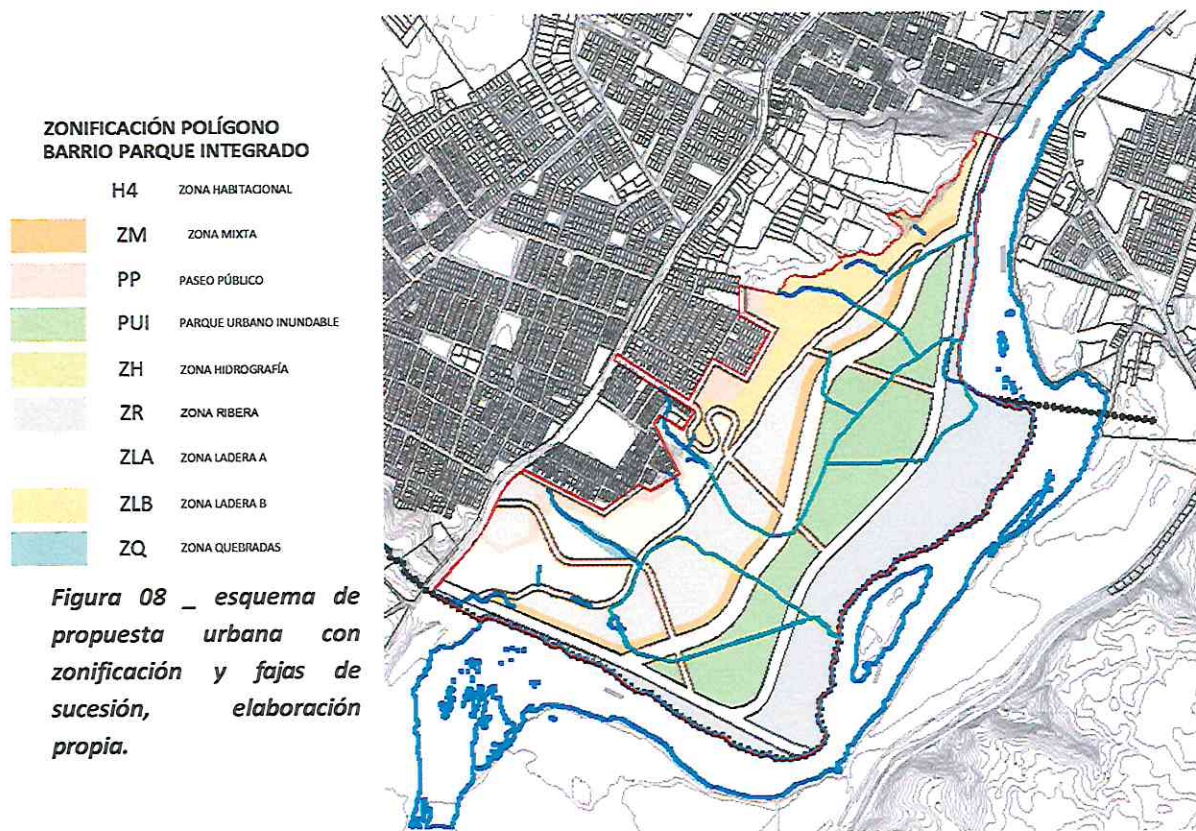 ZONIFICACIÓN POLÍGONO
BARRIO PARQUE INTEGRADO
H4 ZONA HABITACIONAL
ZM ZONA MIXTA
PP PASEO PÚBLICO
PUI PARQUE URBANO INUNDABLE
ZH ZONA HIDROGRAFÍA
ZR ZONA RIBERA
ZLA ZONA LADERA A
ZLB ZONA LADERA B
ZQ ZONA QUEBRADAS
Figura 08 _ esquema de
propuesta urbana con
zonificación y fajas de
sucesión, elaboración
propia.